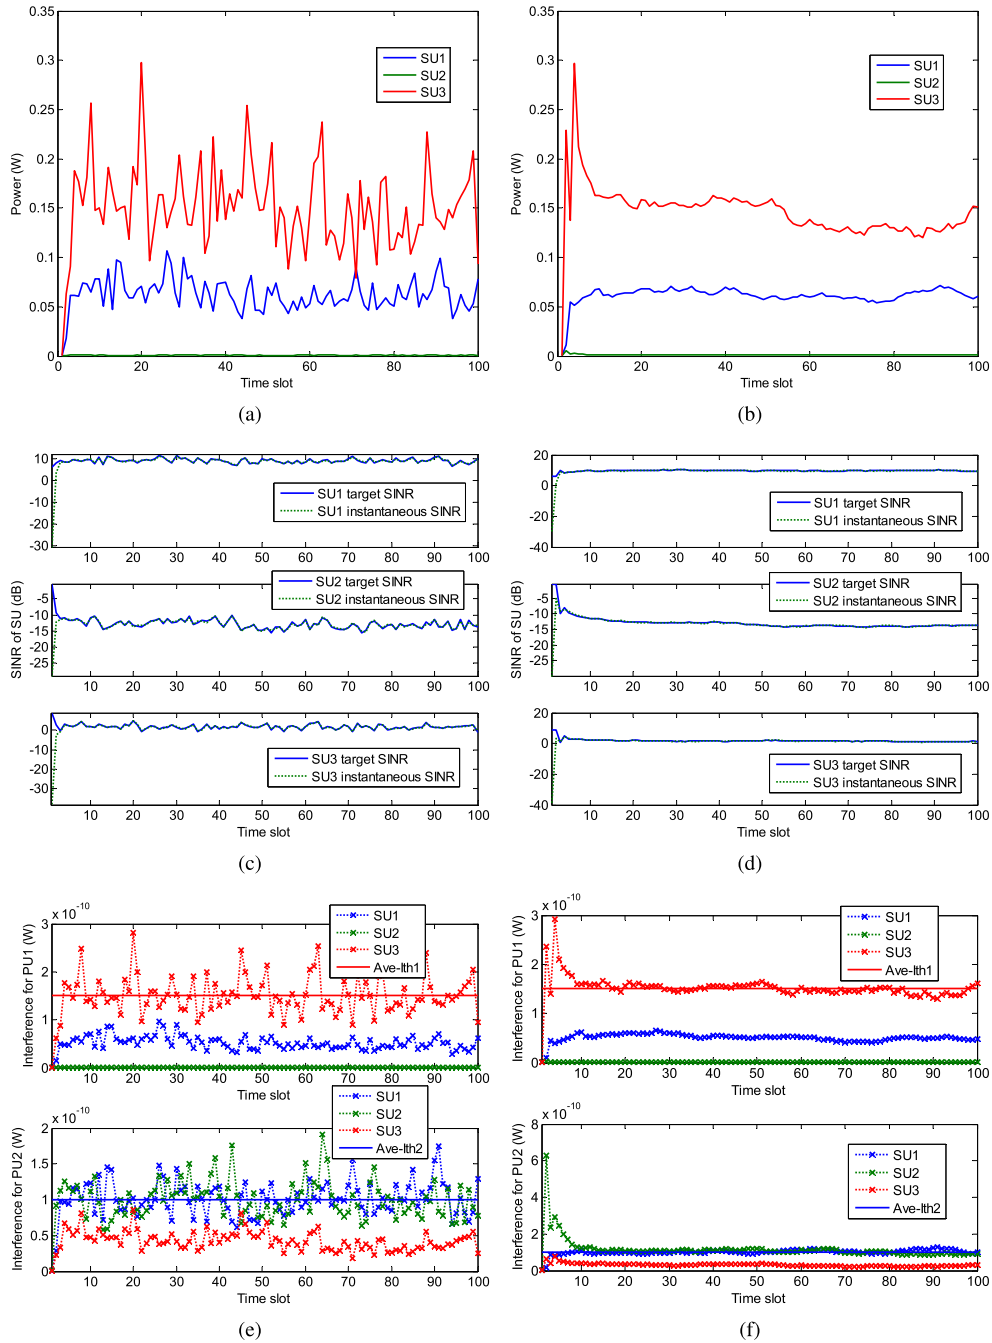 0.35
0.3
0.25
0.2
0.15
0.1
0.05
0
Power (W)
SU1
SU2
SU3
0 20 40 60 80 100
Time slot
(a)
0.35
0.3
0.25
0.2
0.15
0.1
0.05
0
Power (W)
SU1
SU2
SU3
0 20 40 60 80 100
Time slot
(b)
10
0
-10
-20
-30
SU1 target SINR
SU1 instantaneous SINR
10 20 30 40 50 60 70 80 90 100
SINR of SU (dB)
-5
-10
-15
-20
-25
SU2 target SINR
SU2 instantaneous SINR
10 20 30 40 50 60 70 80 90 100
0
-10
-20
-30
SU3 target SINR
SU3 instantaneous SINR
10 20 30 40 50 60 70 80 90 100
Time slot
(c)
20
0
-20
-40
SU1 target SINR
SU1 instantaneous SINR
10 20 30 40 50 60 70 80 90 100
SINR of SU (dB)
-5
-10
-15
-20
-25
SU2 target SINR
SU2 instantaneous SINR
10 20 30 40 50 60 70 80 90 100
20
0
-20
-40
SU3 target SINR
SU3 instantaneous SINR
10 20 30 40 50 60 70 80 90 100
Time slot
(d)
x 10^-10
3
2
1
0
Interference for PU1 (W)
SU1
SU2
SU3
Ave-Ith1
10 20 30 40 50 60 70 80 90 100
Time slot
x 10^-10
2
1.5
1
0.5
0
Interference for PU2 (W)
SU1
SU2
SU3
Ave-Ith2
10 20 30 40 50 60 70 80 90 100
Time slot
(e)
x 10^-10
3
2
1
0
Interference for PU1 (W)
SU1
SU2
SU3
Ave-Ith1
10 20 30 40 50 60 70 80 90 100
Time slot
x 10^-10
8
6
4
2
0
Interference for PU2 (W)
SU1
SU2
SU3
Ave-Ith2
10 20 30 40 50 60 70 80 90 100
Time slot
(f)